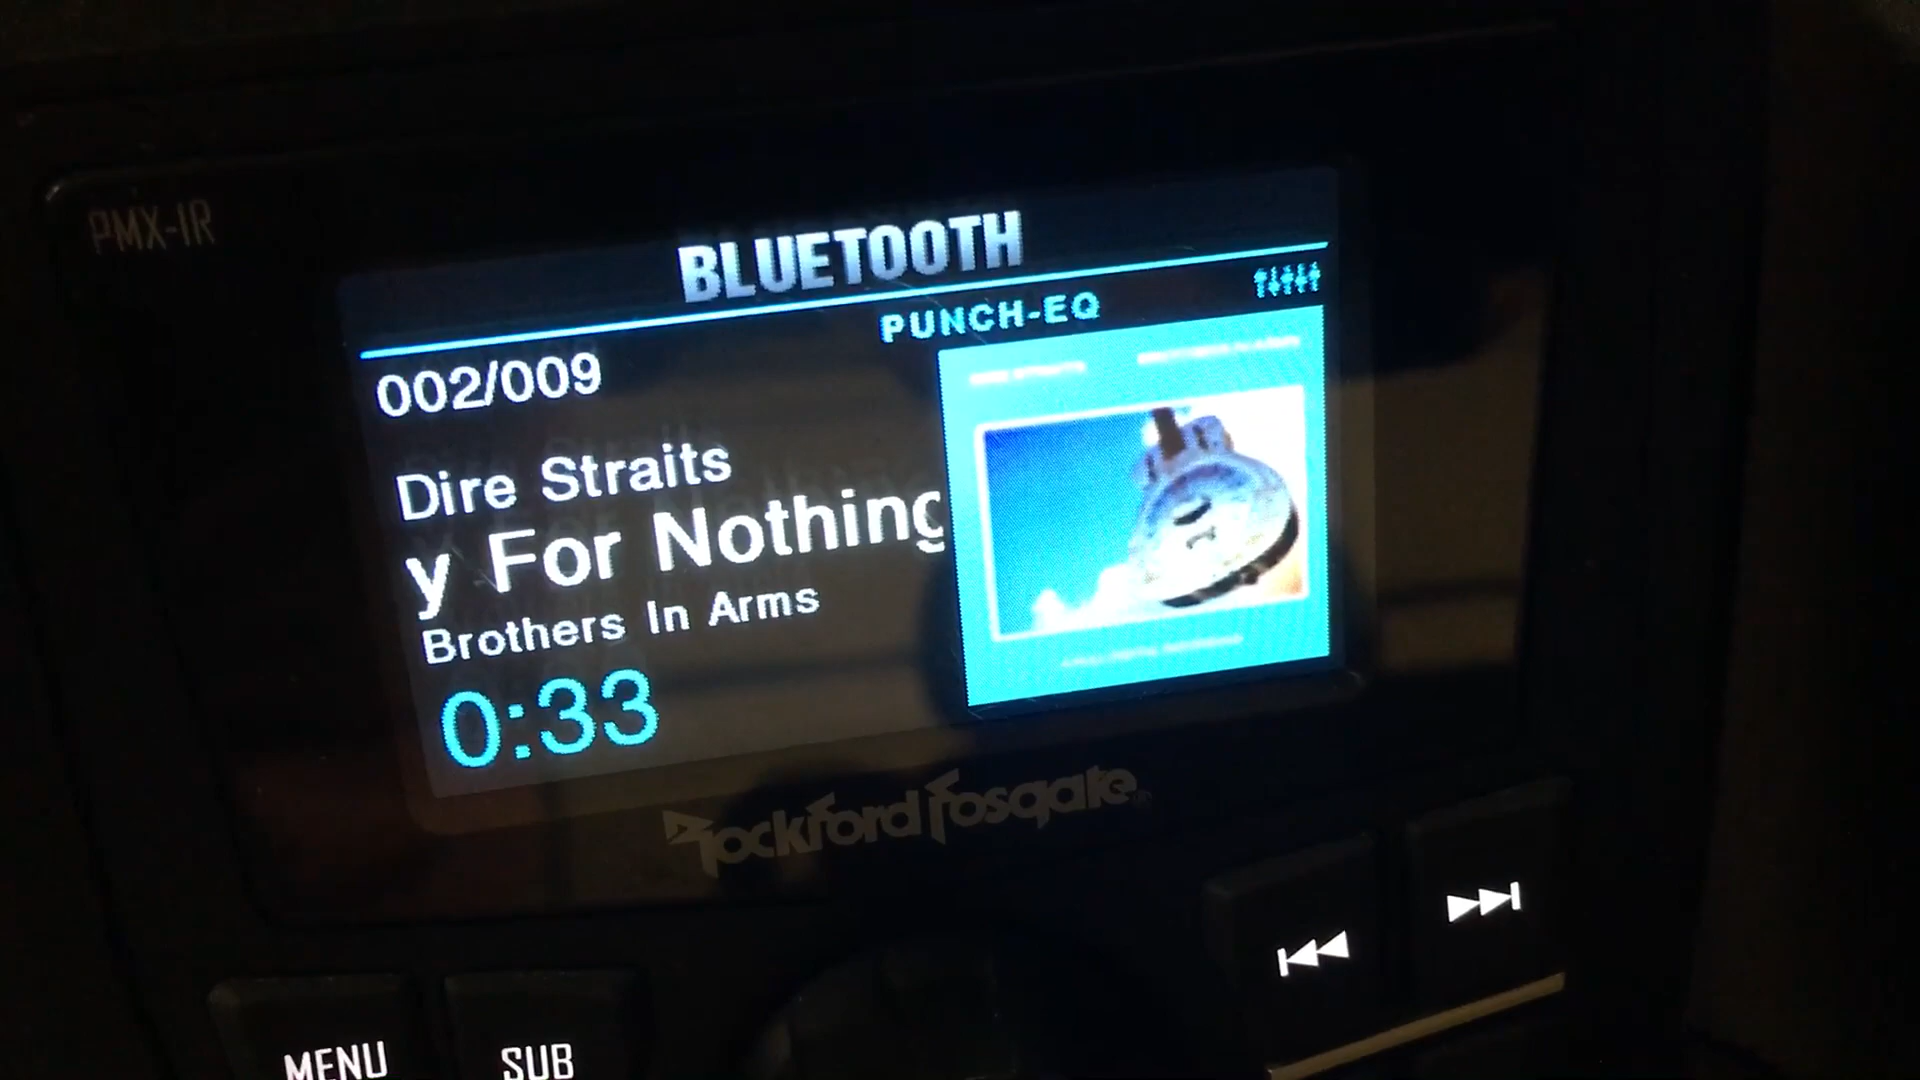 PMX-1R
BLUETOOTH
PUNCH-EQ
002/009
Dire Straits
y For Nothing
Brothers In Arms
0:33
Rockford Fosgate
MENU
SUB